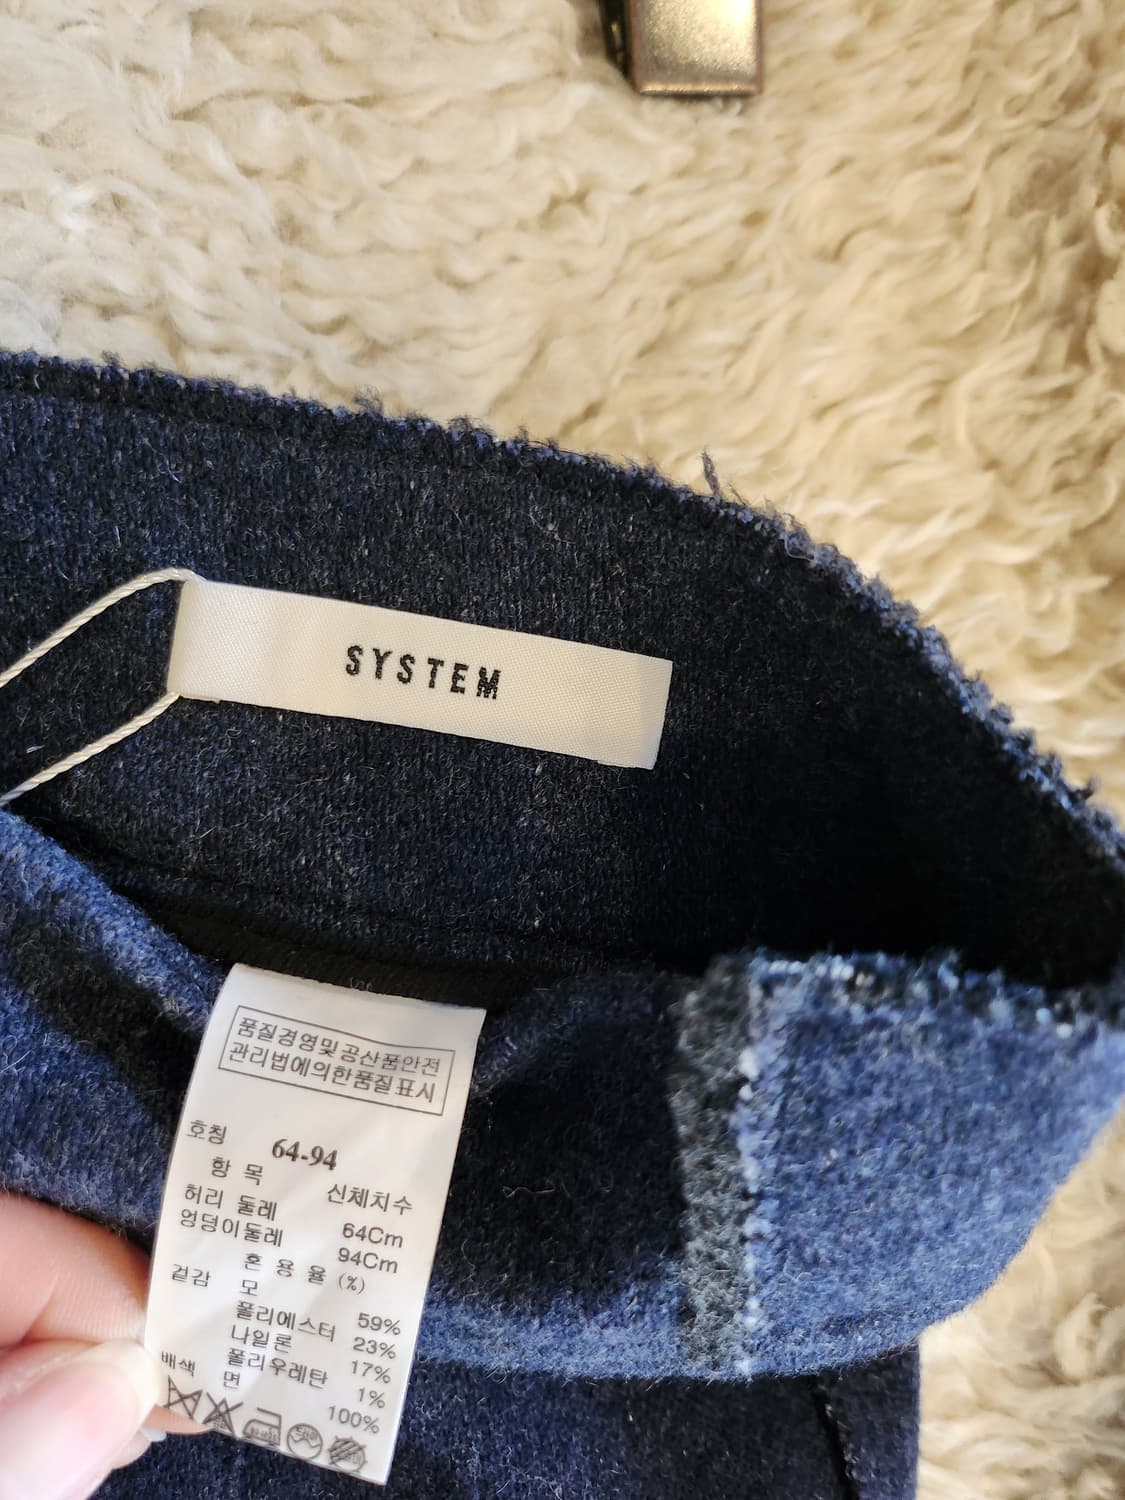 SYSTEM
품질경영및공산품안전
관리법에의한품질표시
호칭 64-94
항 목 신체치수
허리 둘레 64Cm
엉덩이둘레 94Cm
혼 용 율 (%)
겉감 모 59%
폴리에스터 23%
나일론 17%
폴리우레탄 1%
배색 면 100%